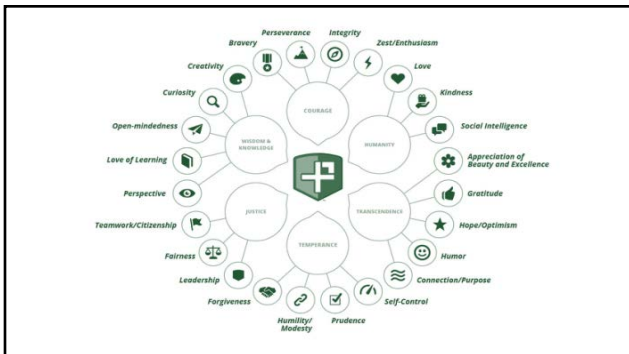 Perseverance
Integrity
Bravery
Zest/Enthusiasm
Creativity
Love
Curiosity
Kindness
COURAGE
Open-mindedness
Social Intelligence
WISDOM &
KNOWLEDGE
HUMANITY
Love of Learning
Appreciation of
Beauty and Excellence
Perspective
Gratitude
JUSTICE
TRANSCENDENCE
Teamwork/Citizenship
Hope/Optimism
TEMPERANCE
Fairness
Humor
Leadership
Connection/Purpose
Forgiveness
Self-Control
Humility/
Modesty
Prudence